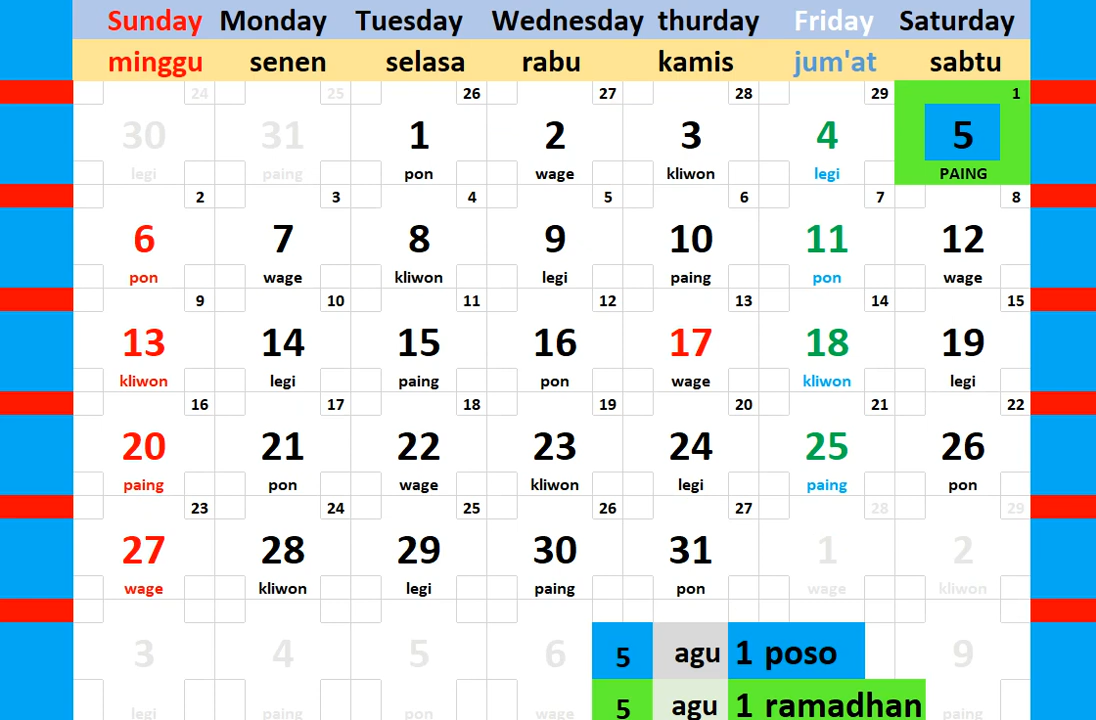 Sunday Monday Tuesday Wednesday thurday Friday Saturday
minggu senen selasa rabu kamis jum'at sabtu
24 25 26 27 28 29 1
30 31 1 2 3 4 5
legi paing pon wage kliwon legi PAING
2 3 4 5 6 7 8
6 7 8 9 10 11 12
pon wage kliwon legi paing pon wage
9 10 11 12 13 14 15
13 14 15 16 17 18 19
kliwon legi paing pon wage kliwon legi
16 17 18 19 20 21 22
20 21 22 23 24 25 26
paing pon wage kliwon legi paing pon
23 24 25 26 27 28 29
27 28 29 30 31 1 2
wage kliwon legi paing pon wage kliwon
3 4 5 6 5 agu 1 poso 9
5 agu 1 ramadhan
legi paing pon wage paing